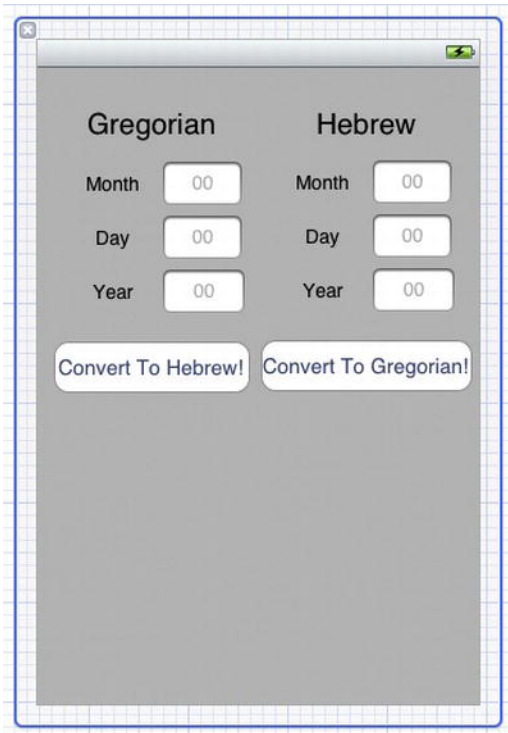 Gregorian Hebrew
Month 00 Month 00
Day 00 Day 00
Year 00 Year 00
Convert To Hebrew! Convert To Gregorian!